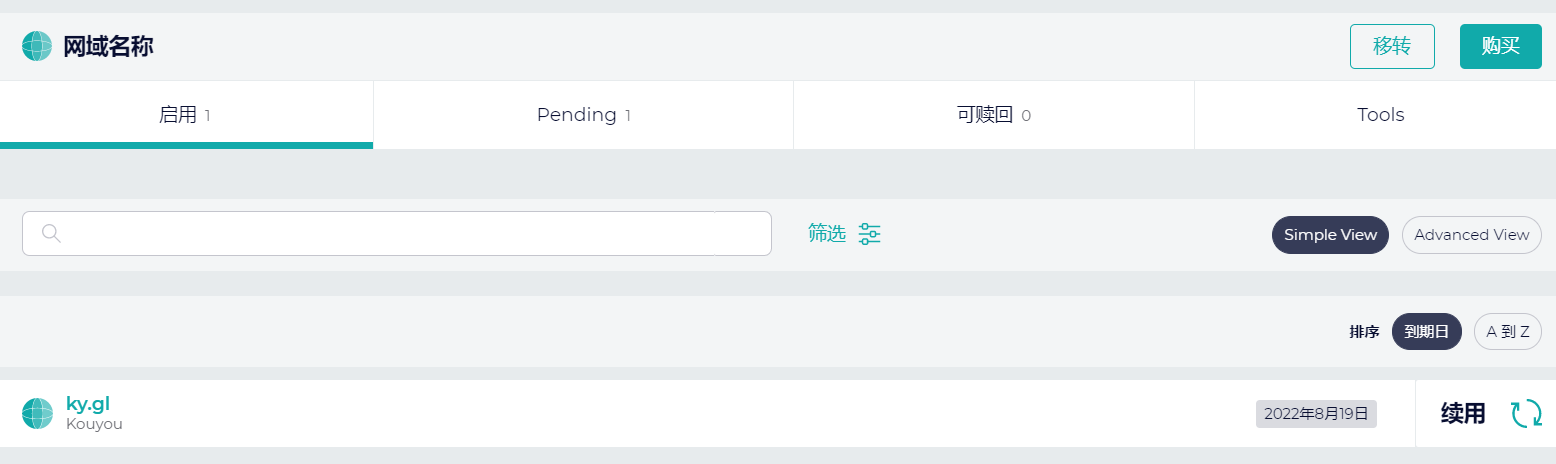 网域名称
移转
购买
启用 1
Pending 1
可赎回 0
Tools
筛选
Simple View
Advanced View
排序
到期日
A 到 Z
ky.gl
Kouyou
2022年8月19日
续用